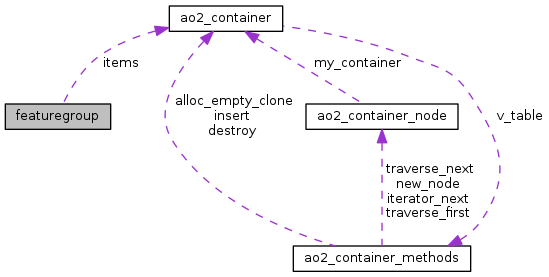 ao2_container
items
my_container
alloc_empty_clone
insert
destroy
featuregroup
ao2_container_node
v_table
traverse_next
new_node
iterator_next
traverse_first
ao2_container_methods